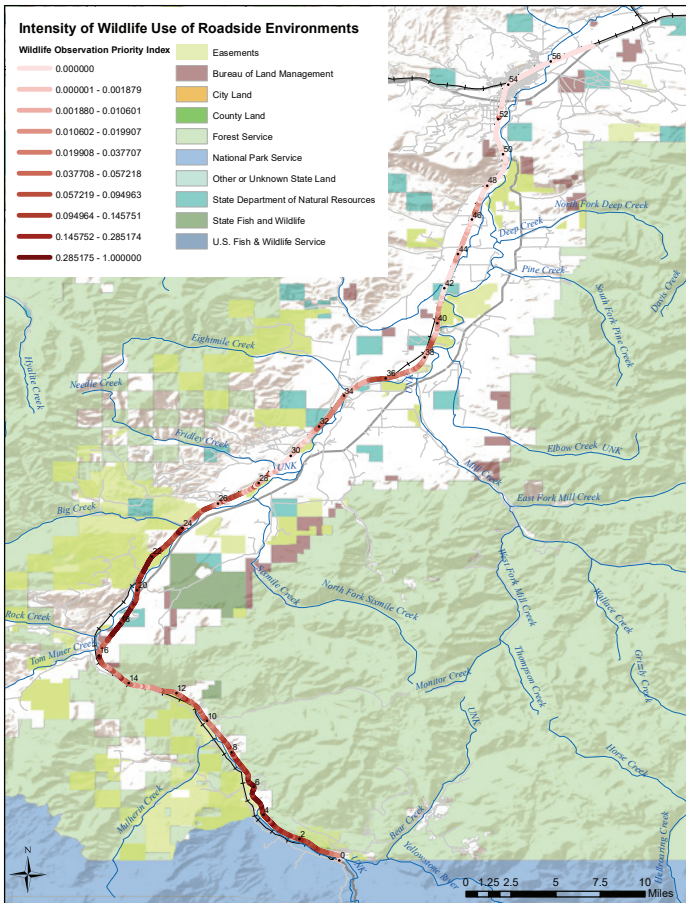 Intensity of Wildlife Use of Roadside Environments
Wildlife Observation Priority Index
0.000000
0.000001 - 0.001879
0.001880 - 0.010601
0.010602 - 0.019907
0.019908 - 0.037707
0.037708 - 0.057218
0.057219 - 0.094963
0.094964 - 0.145751
0.145752 - 0.285174
0.285175 - 1.000000
Easements
Bureau of Land Management
City Land
County Land
Forest Service
National Park Service
Other or Unknown State Land
State Department of Natural Resources
State Fish and Wildlife
U.S. Fish & Wildlife Service
56
54
52
50
48
North Fork Deep Creek
46
Deep Creek
44
Pine Creek
Davis Creek
42
South Fork Pine Creek
40
Eightmile Creek
38
Hyalite Creek
36
UNK
Needle Creek
34
32
Fridley Creek
30
Elbow Creek UNK
UNK
Mill Creek
28
East Fork Mill Creek
26
Big Creek
24
22
West Fork Mill Creek
Sixmile Creek
North Fork Sixmile Creek
20
Wallace Creek
Rock Creek
18
Tom Miner Creek
16
Grizzly Creek
Thompson Creek
Monitor Creek
14
12
UNK
10
Horse Creek
8
6
Mulherin Creek
4
Bear Creek
2
Hellroaring Creek
0
UNK
Yellowstone River
N
0 1.25 2.5 5 7.5 10
Miles